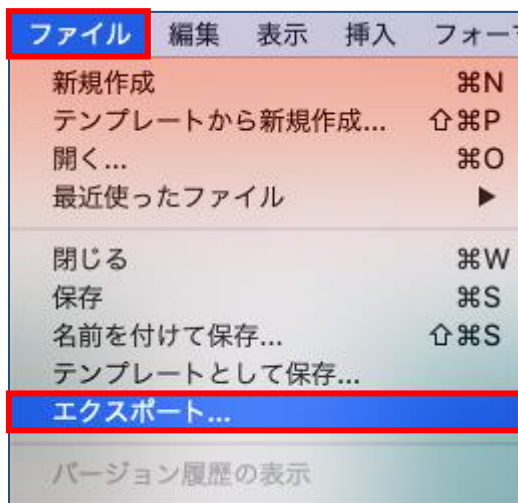 ファイル 編集 表示 挿入 フォー
新規作成 ⌘N
テンプレートから新規作成... ⇧⌘P
開く... ⌘O
最近使ったファイル ▶
閉じる ⌘W
保存 ⌘S
名前を付けて保存... ⇧⌘S
テンプレートとして保存...
エクスポート...
バージョン履歴の表示